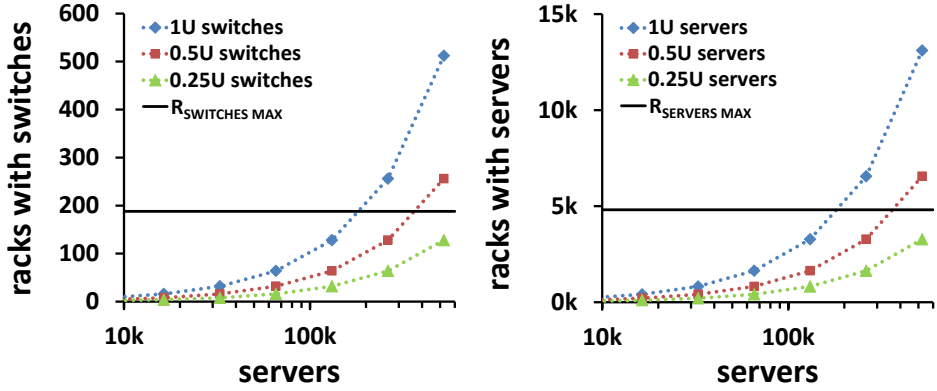 racks with switches
600
500
400
300
200
100
0
1U switches
0.5U switches
0.25U switches
RSWITCHES MAX
10k
100k
servers
racks with servers
15k
10k
5k
0k
1U servers
0.5U servers
0.25U servers
RSERVERS MAX
10k
100k
servers